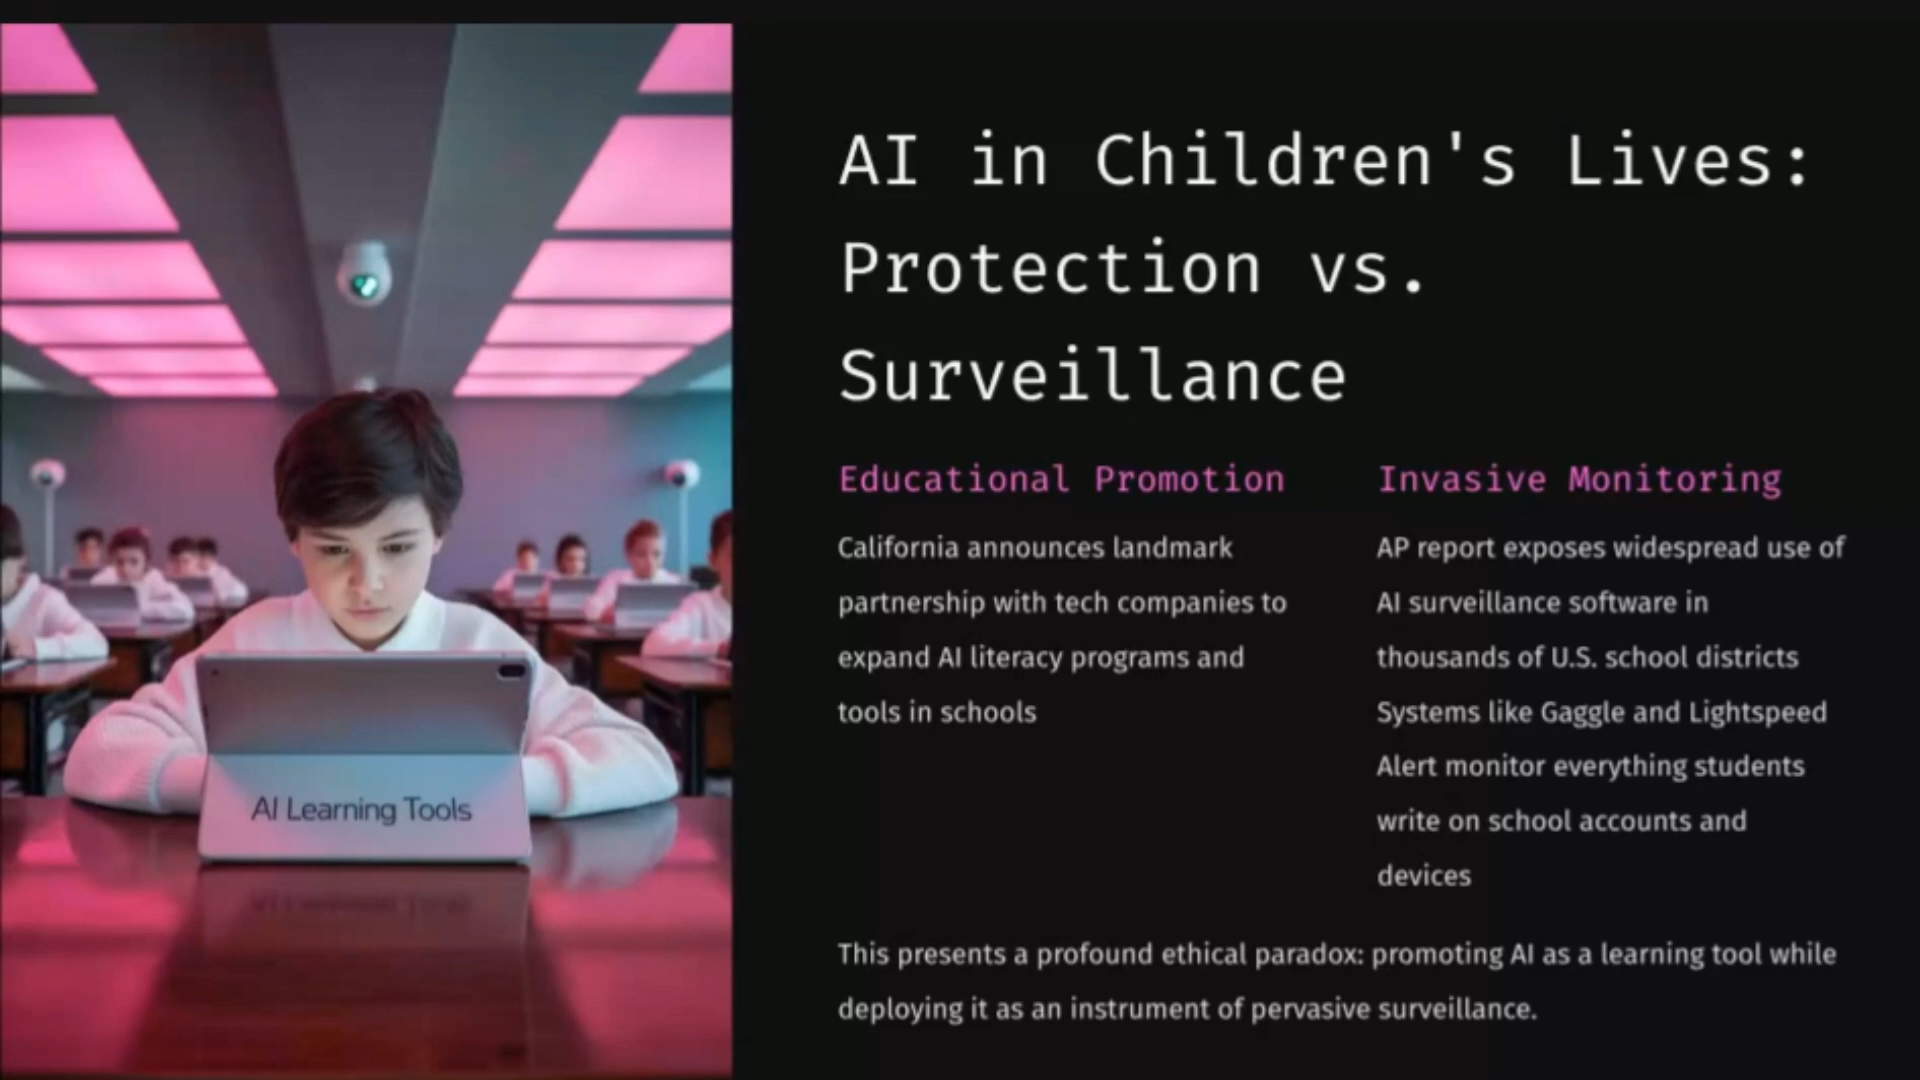 AI in Children's Lives:
Protection vs.
Surveillance
Educational Promotion
California announces landmark
partnership with tech companies to
expand AI literacy programs and
tools in schools
Invasive Monitoring
AP report exposes widespread use of
AI surveillance software in
thousands of U.S. school districts
Systems like Gaggle and Lightspeed
Alert monitor everything students
write on school accounts and
devices
This presents a profound ethical paradox: promoting AI as a learning tool while
deploying it as an instrument of pervasive surveillance.
AI Learning Tools